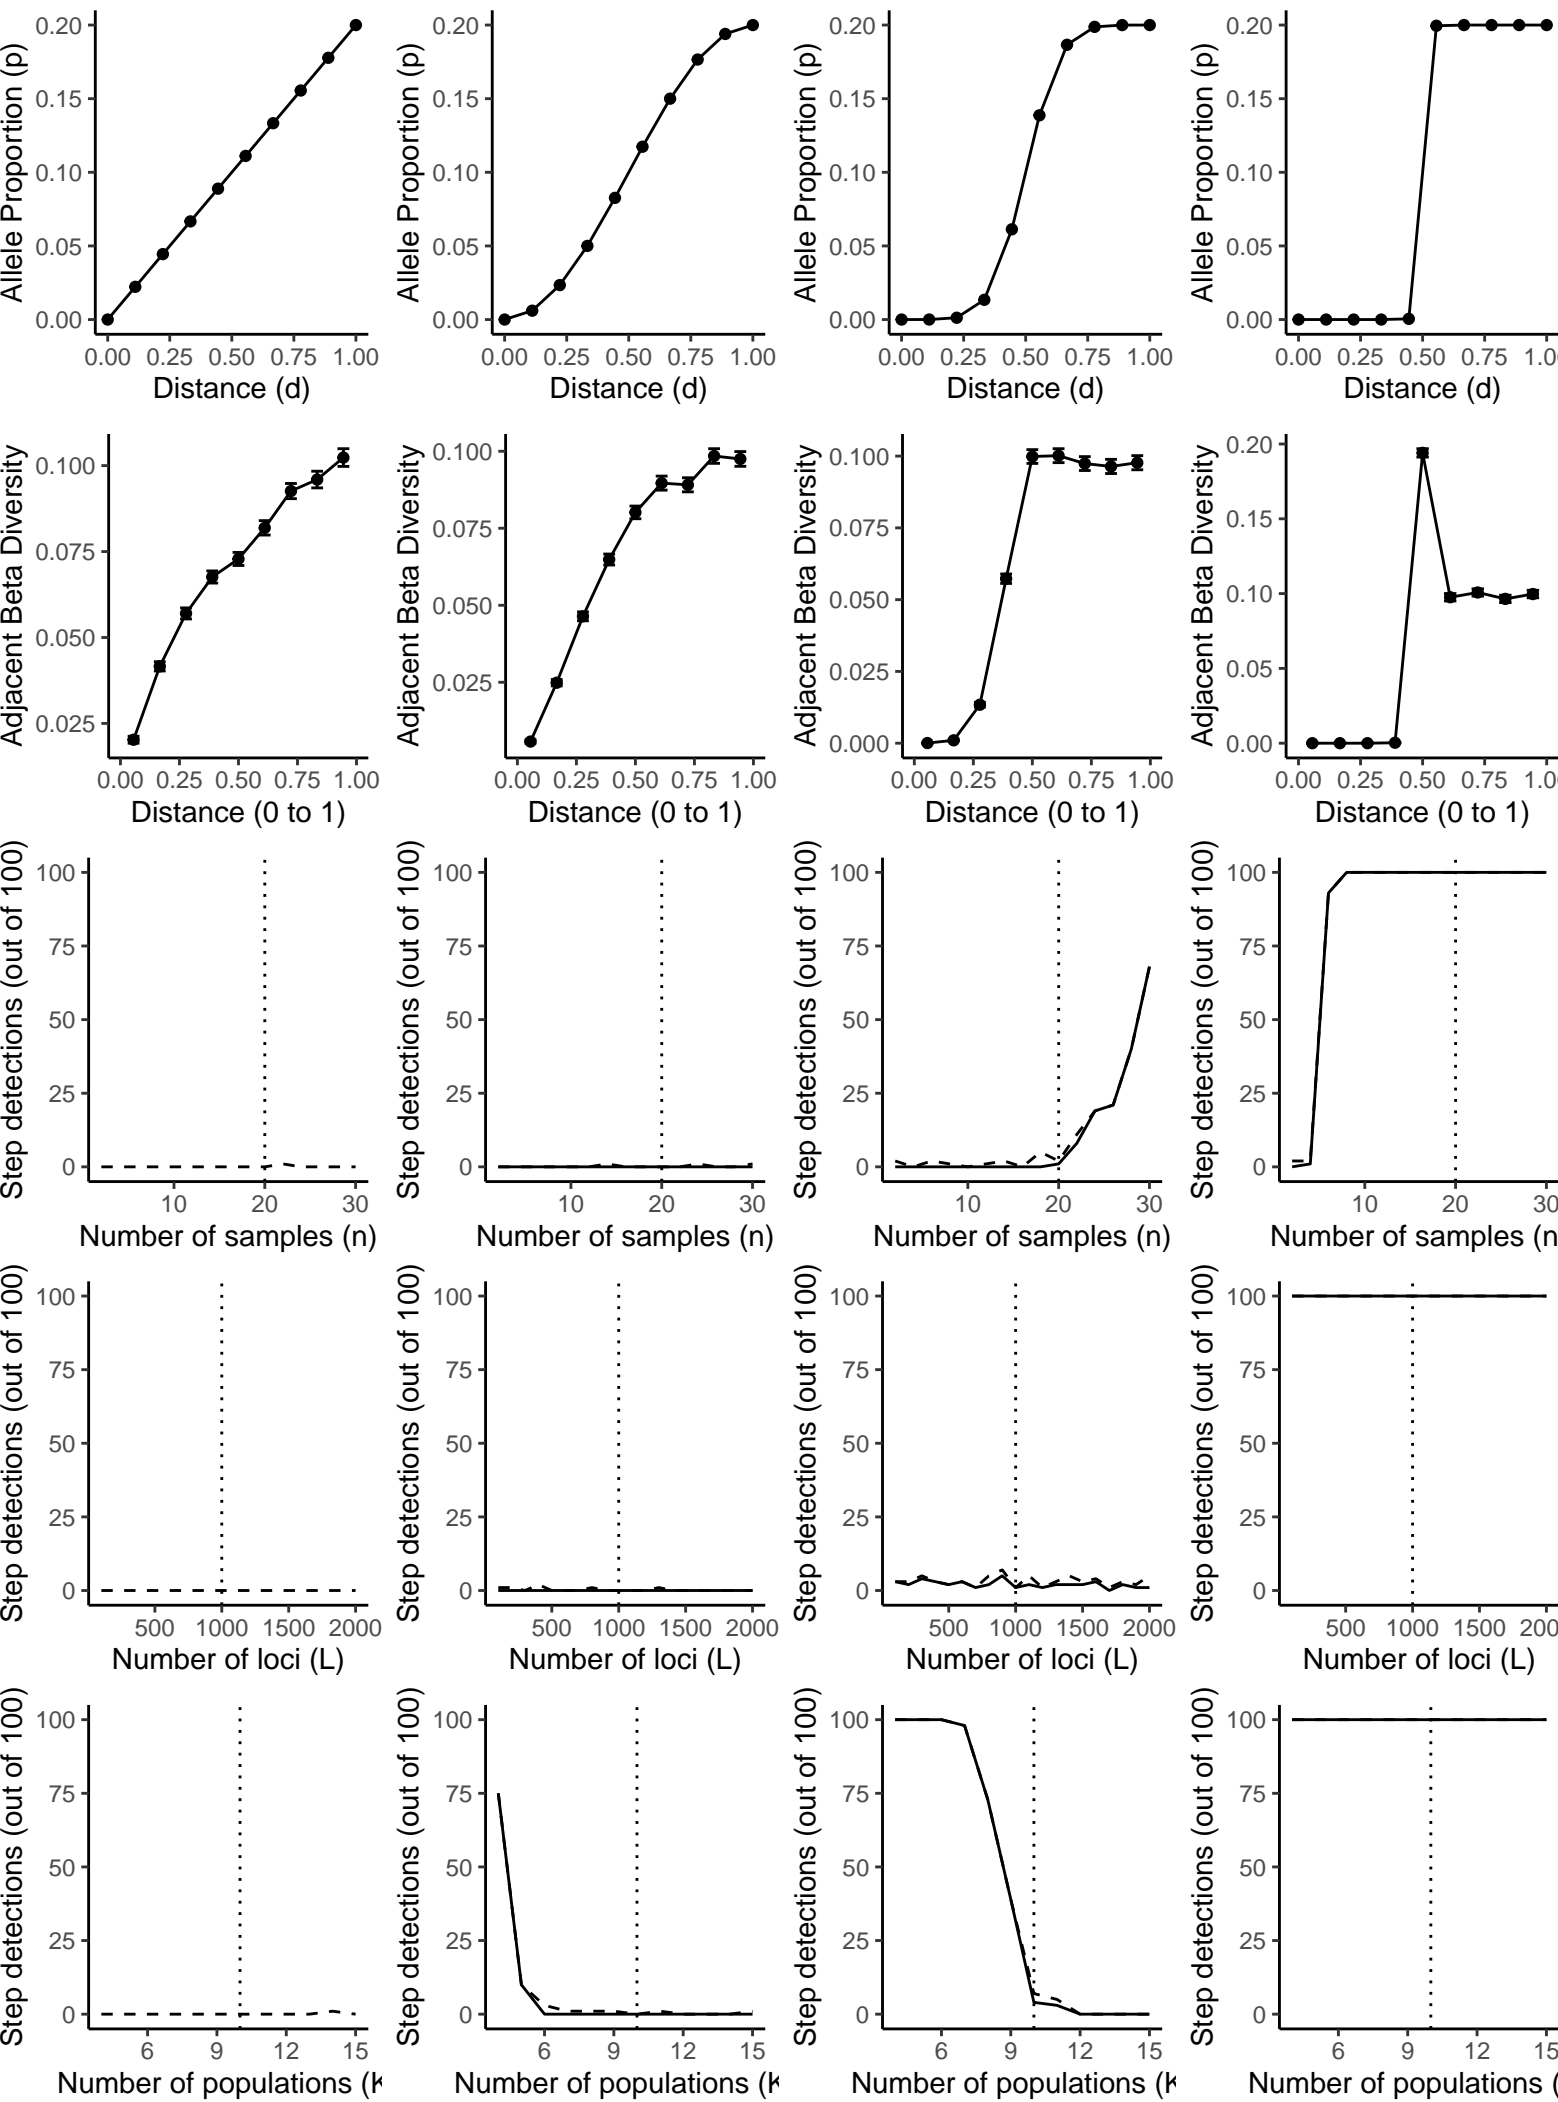 Allele Proportion (p)
0.20
0.15
0.10
0.05
0.00
0.00 0.25 0.50 0.75 1.00
Distance (d)
Allele Proportion (p)
0.20
0.15
0.10
0.05
0.00
0.00 0.25 0.50 0.75 1.00
Distance (d)
Allele Proportion (p)
0.20
0.15
0.10
0.05
0.00
0.00 0.25 0.50 0.75 1.00
Distance (d)
Allele Proportion (p)
0.20
0.15
0.10
0.05
0.00
0.00 0.25 0.50 0.75 1.0
Distance (d)
Adjacent Beta Diversity
0.100
0.075
0.050
0.025
0.00 0.25 0.50 0.75 1.00
Distance (0 to 1)
Adjacent Beta Diversity
0.100
0.075
0.050
0.025
0.00 0.25 0.50 0.75 1.00
Distance (0 to 1)
Adjacent Beta Diversity
0.100
0.075
0.050
0.025
0.000
0.00 0.25 0.50 0.75 1.00
Distance (0 to 1)
Adjacent Beta Diversity
0.20
0.15
0.10
0.05
0.00
0.00 0.25 0.50 0.75 1.0
Distance (0 to 1)
Step detections (out of 100)
100
75
50
25
0
10 20 30
Number of samples (n)
Step detections (out of 100)
100
75
50
25
0
10 20 30
Number of samples (n)
Step detections (out of 100)
100
75
50
25
0
10 20 30
Number of samples (n)
Step detections (out of 100)
100
75
50
25
0
10 20 30
Number of samples (n
Step detections (out of 100)
100
75
50
25
0
500 1000 1500 2000
Number of loci (L)
Step detections (out of 100)
100
75
50
25
0
500 1000 1500 2000
Number of loci (L)
Step detections (out of 100)
100
75
50
25
0
500 1000 1500 2000
Number of loci (L)
Step detections (out of 100)
100
75
50
25
0
500 1000 1500 200
Number of loci (L)
Step detections (out of 100)
100
75
50
25
0
6 9 12 15
Number of populations (K
Step detections (out of 100)
100
75
50
25
0
6 9 12 15
Number of populations (K
Step detections (out of 100)
100
75
50
25
0
6 9 12 15
Number of populations (K
Step detections (out of 100)
100
75
50
25
0
6 9 12 15
Number of populations (